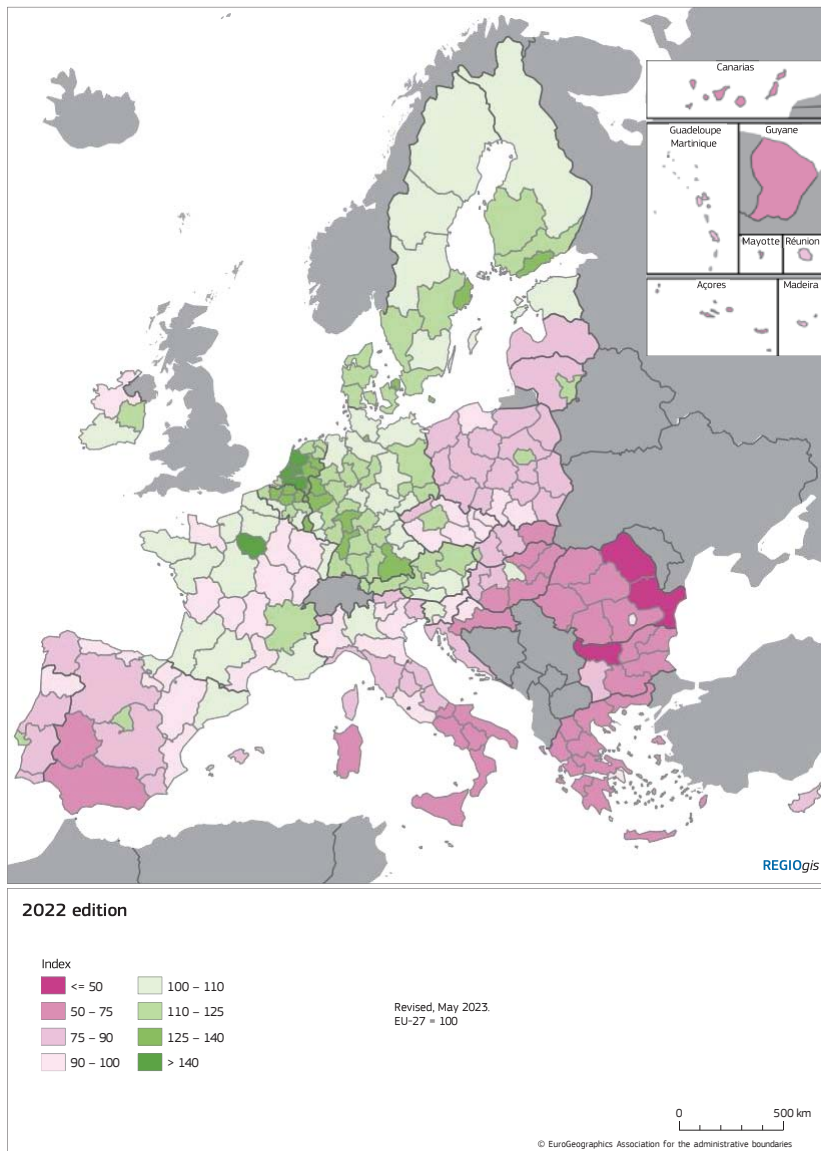 Canarias
Guadeloupe
Martinique
Guyane
Mayotte
Réunion
Açores
Madeira
REGIOgis
2022 edition
Index
<= 50
50 – 75
75 – 90
90 – 100
100 – 110
110 – 125
125 – 140
> 140
Revised, May 2023.
EU-27 = 100
0
500 km
© EuroGeographics Association for the administrative boundaries